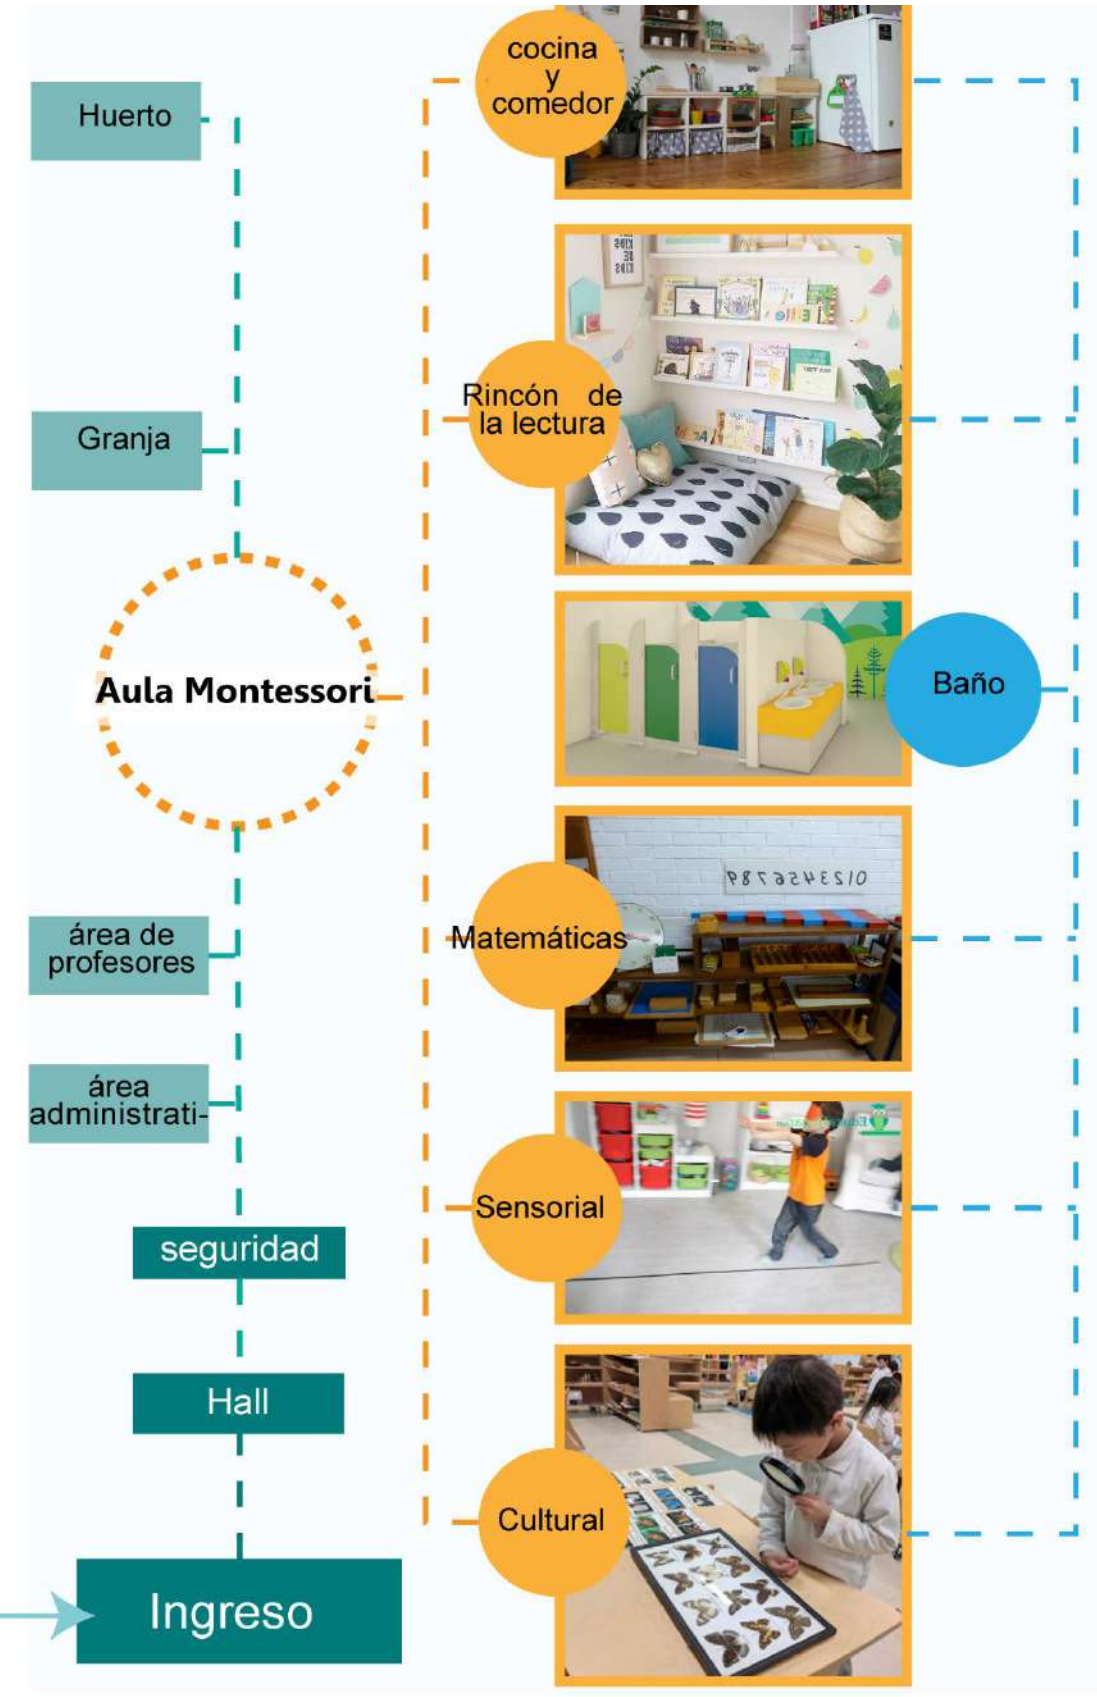 cocina
y
comedor
Huerto
Rincón de
la lectura
Granja
Aula Montessori
Baño
área de
profesores
Matemáticas
0123456789
área
administrati-
Sensorial
seguridad
Hall
Cultural
Ingreso